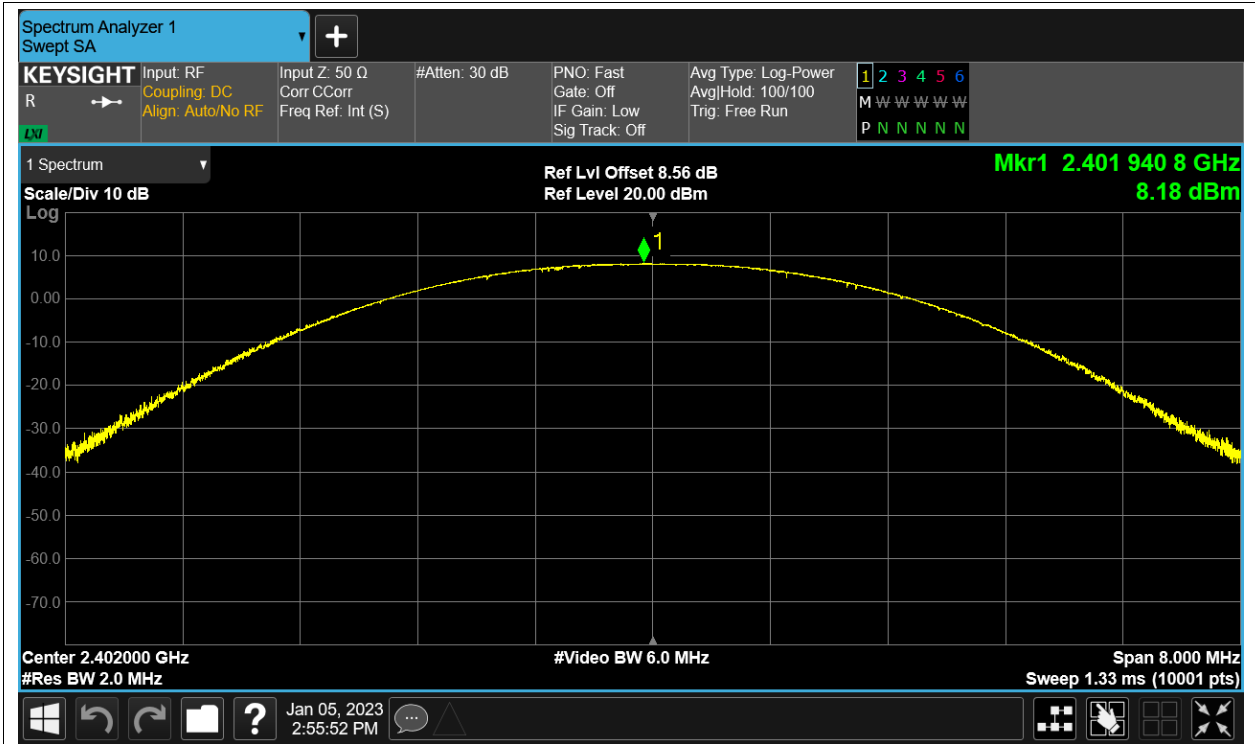 Spectrum Analyzer 1
Swept SA
KEYSIGHT
R
LXI
Input: RF
Coupling: DC
Align: Auto/No RF
Input Z: 50 Ω
Corr CCorr
Freq Ref: Int (S)
#Atten: 30 dB
PNO: Fast
Gate: Off
IF Gain: Low
Sig Track: Off
Avg Type: Log-Power
Avg|Hold: 100/100
Trig: Free Run
1 2 3 4 5 6
M W W W W W W
P N N N N N N
1 Spectrum
Scale/Div 10 dB
Log
Ref Lvl Offset 8.56 dB
Ref Level 20.00 dBm
Mkr1 2.401 940 8 GHz
8.18 dBm
1
10.0
0.00
-10.0
-20.0
-30.0
-40.0
-50.0
-60.0
-70.0
Center 2.402000 GHz
#Video BW 6.0 MHz
Span 8.000 MHz
#Res BW 2.0 MHz
Sweep 1.33 ms (10001 pts)
?
Jan 05, 2023
2:55:52 PM